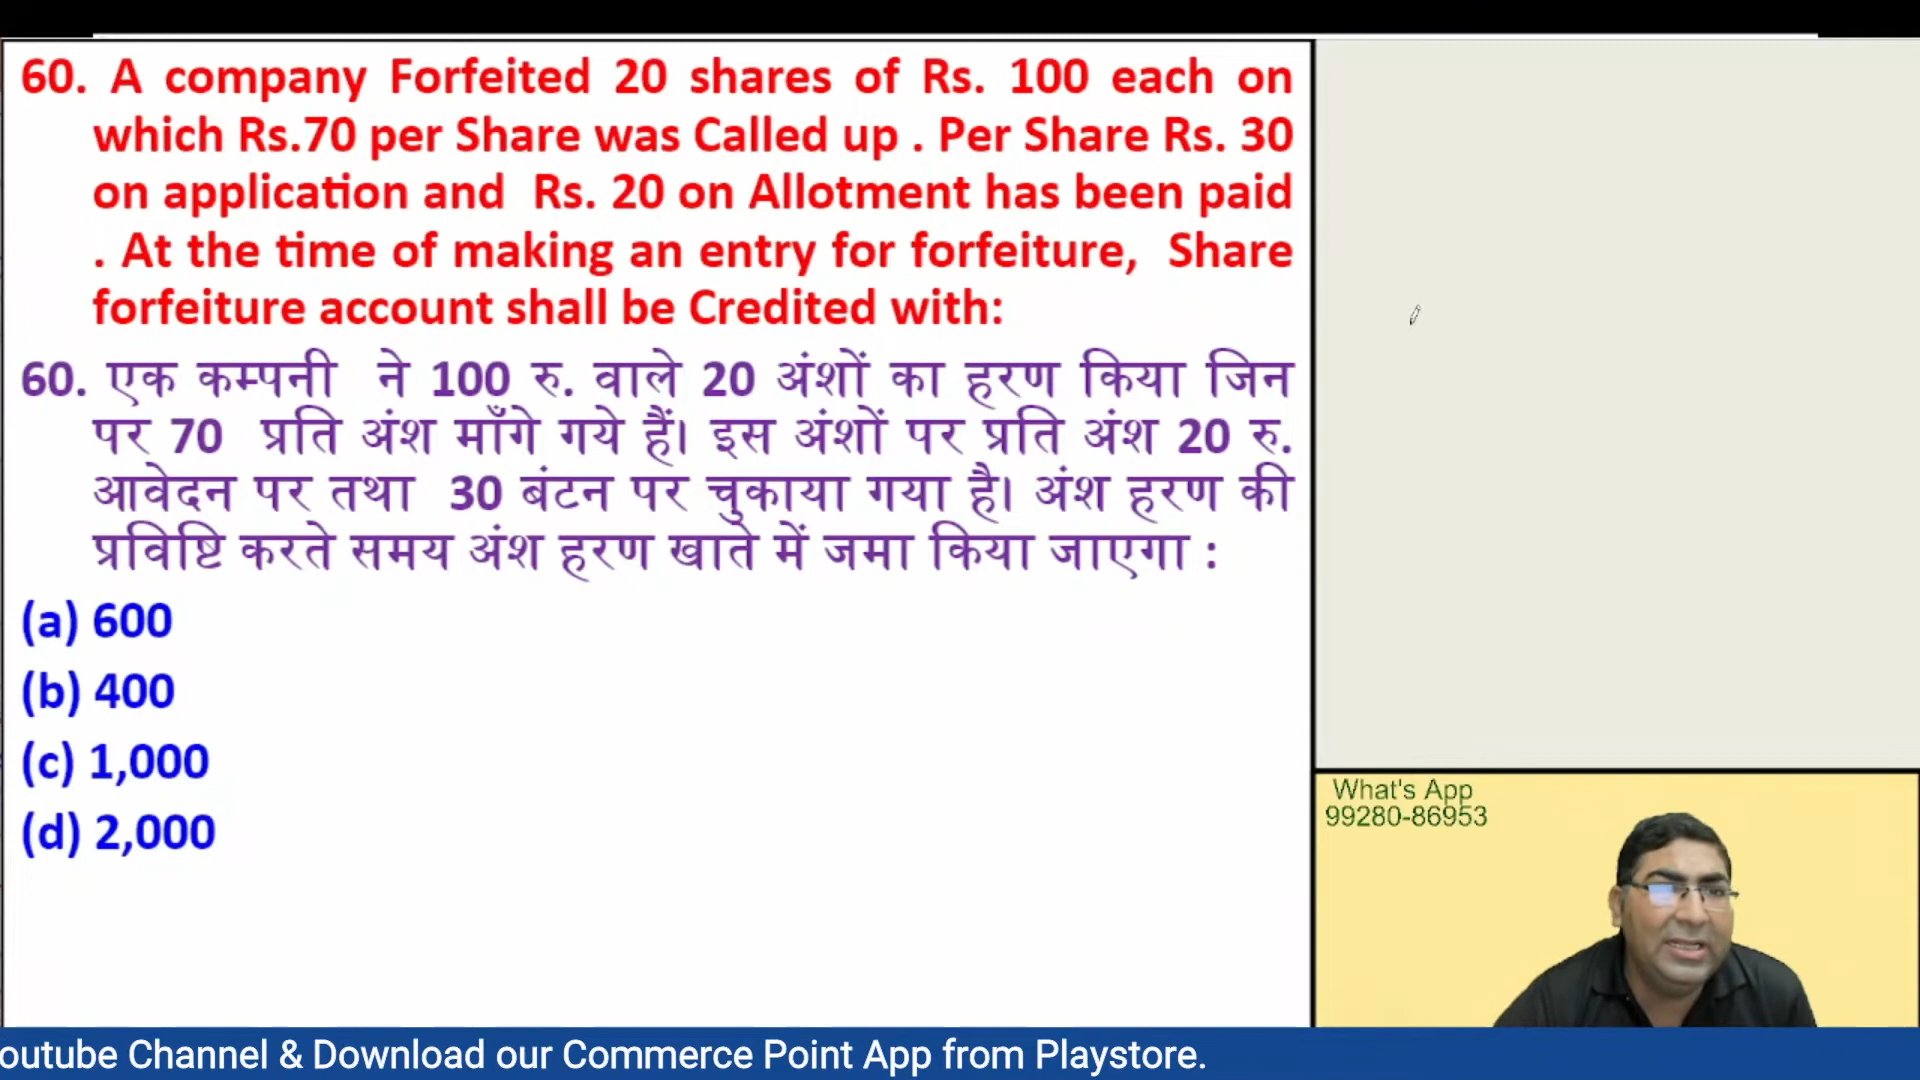 60. A company Forfeited 20 shares of Rs. 100 each on
which Rs.70 per Share was Called up . Per Share Rs. 30
on application and Rs. 20 on Allotment has been paid
. At the time of making an entry for forfeiture, Share
forfeiture account shall be Credited with:
60. एक कम्पनी ने 100 रु. वाले 20 अंशों का हरण किया जिन
पर 70 प्रति अंश माँगे गये हैं। इस अंशों पर प्रति अंश 20 रु.
आवेदन पर तथा 30 बंटन पर चुकाया गया है। अंश हरण की
प्रविष्टि करते समय अंश हरण खाते में जमा किया जाएगा :
(a) 600
(b) 400
(c) 1,000
(d) 2,000
What's App
99280-86953
outube Channel & Download our Commerce Point App from Playstore.